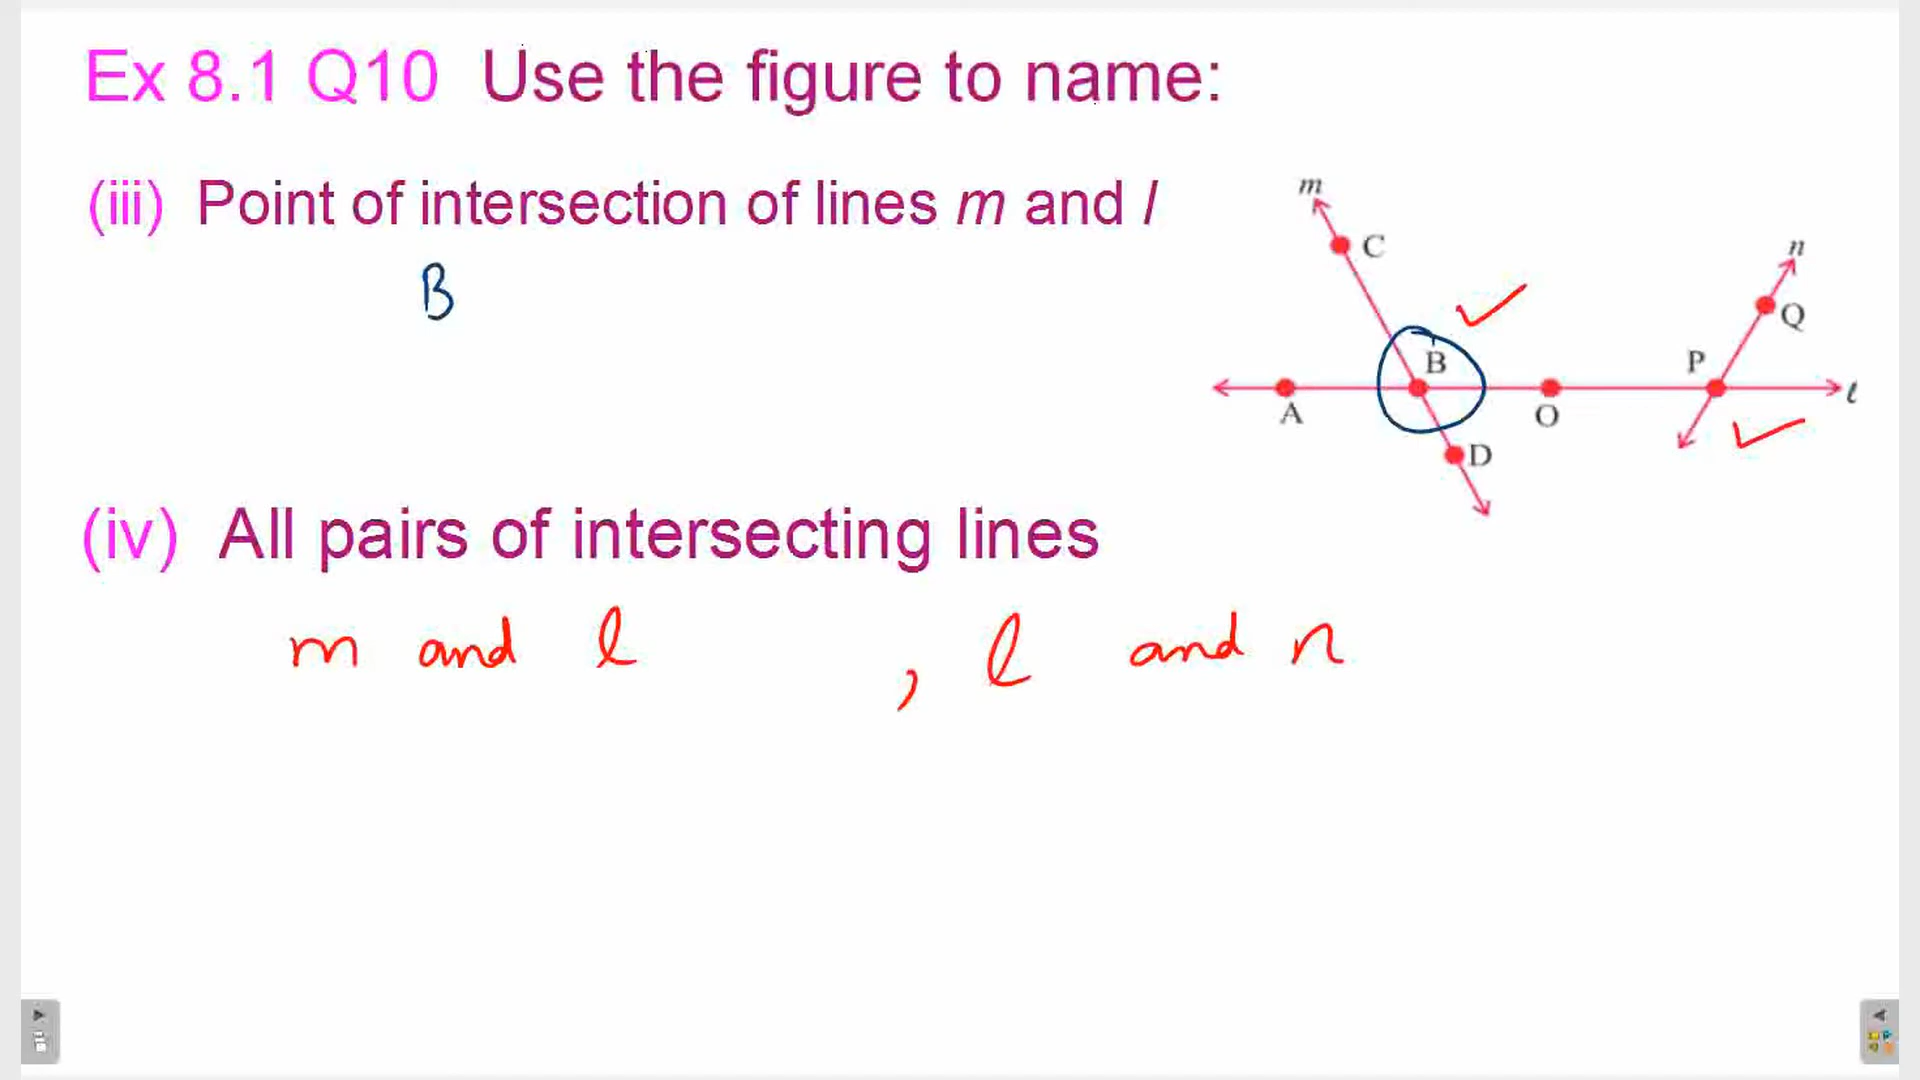 Ex 8.1 Q10 Use the figure to name:
(iii) Point of intersection of lines m and l
B
m
C
n
Q
B
P
A
O
l
D
(iv) All pairs of intersecting lines
m and l , l and n